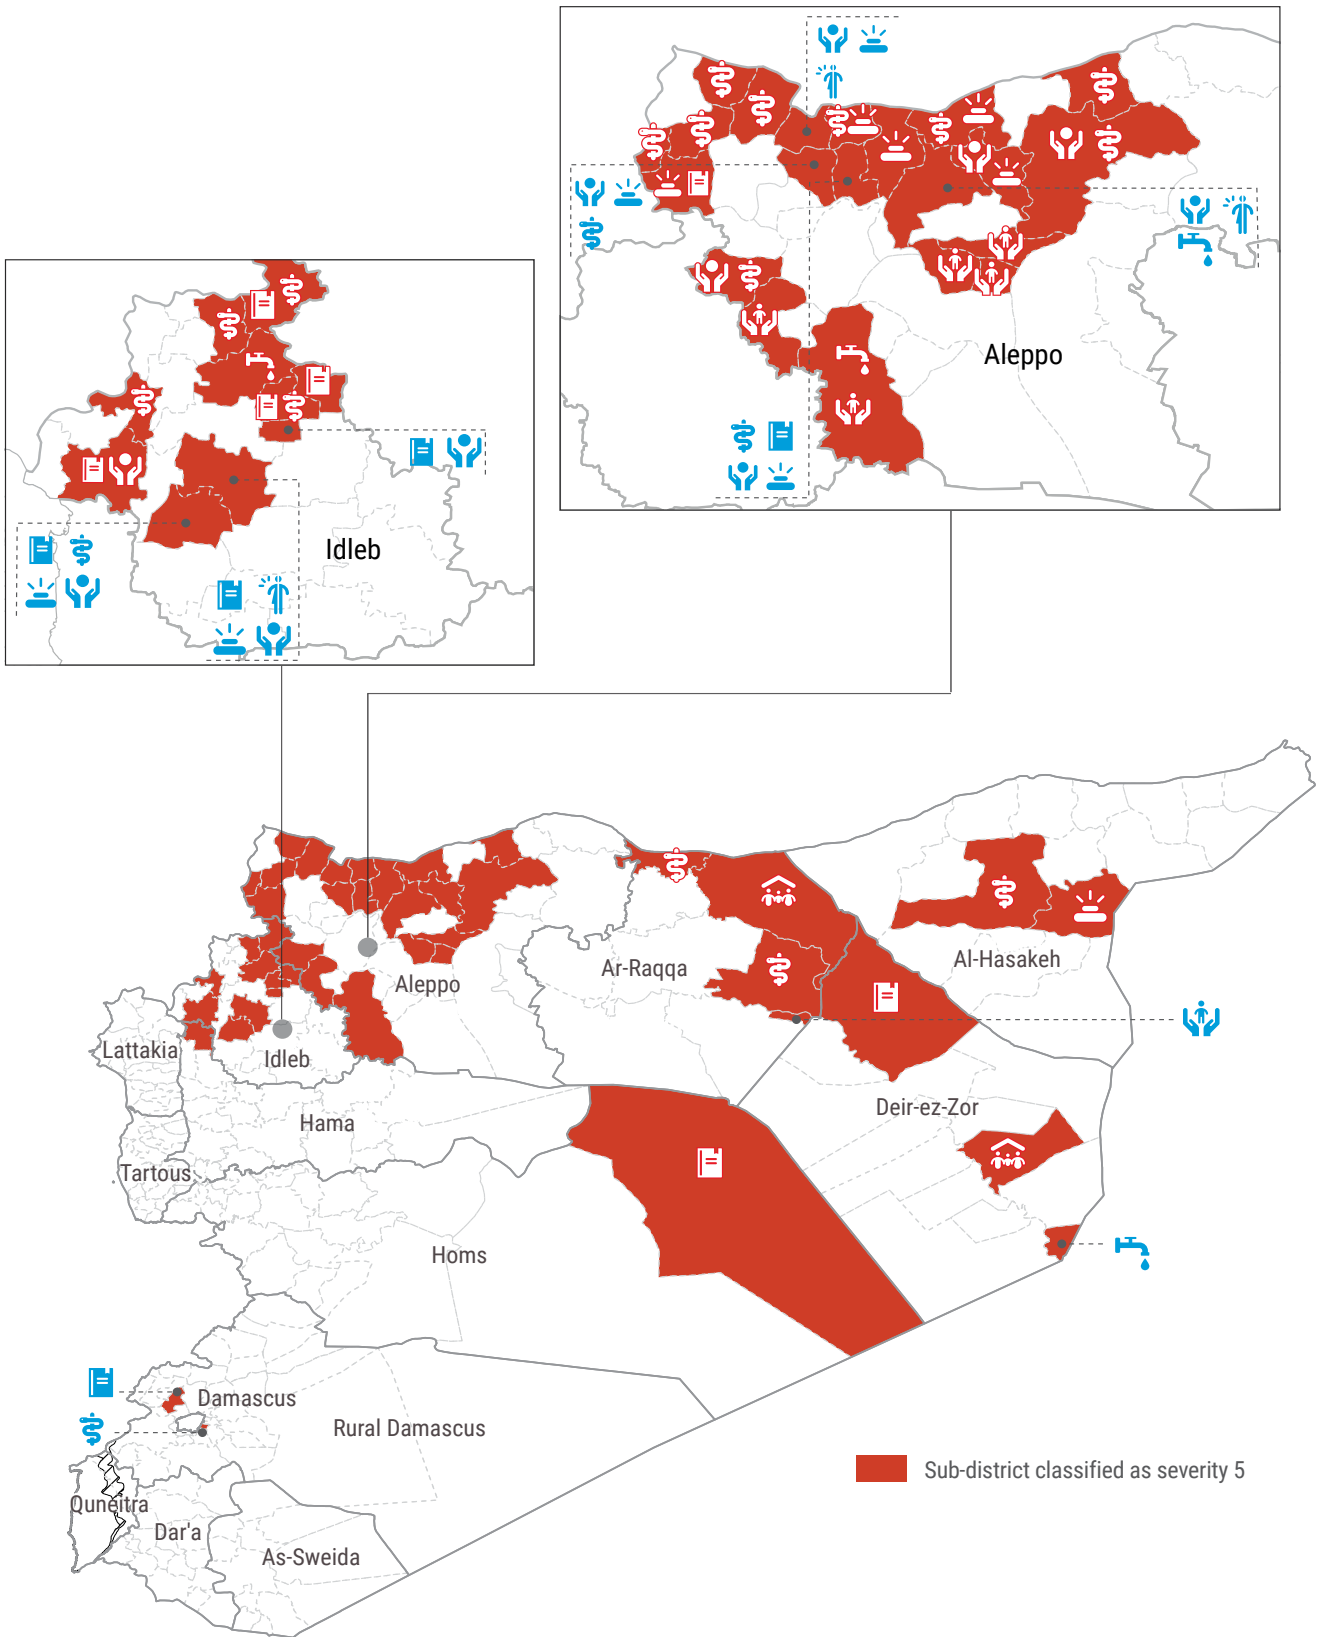 Aleppo
Idleb
Al-Hasakeh
Ar-Raqqa
Aleppo
Lattakia
Idleb
Deir-ez-Zor
Hama
Tartous
Homs
Damascus
Rural Damascus
Sub-district classified as severity 5
Quneitra
Dar'a
As-Sweida